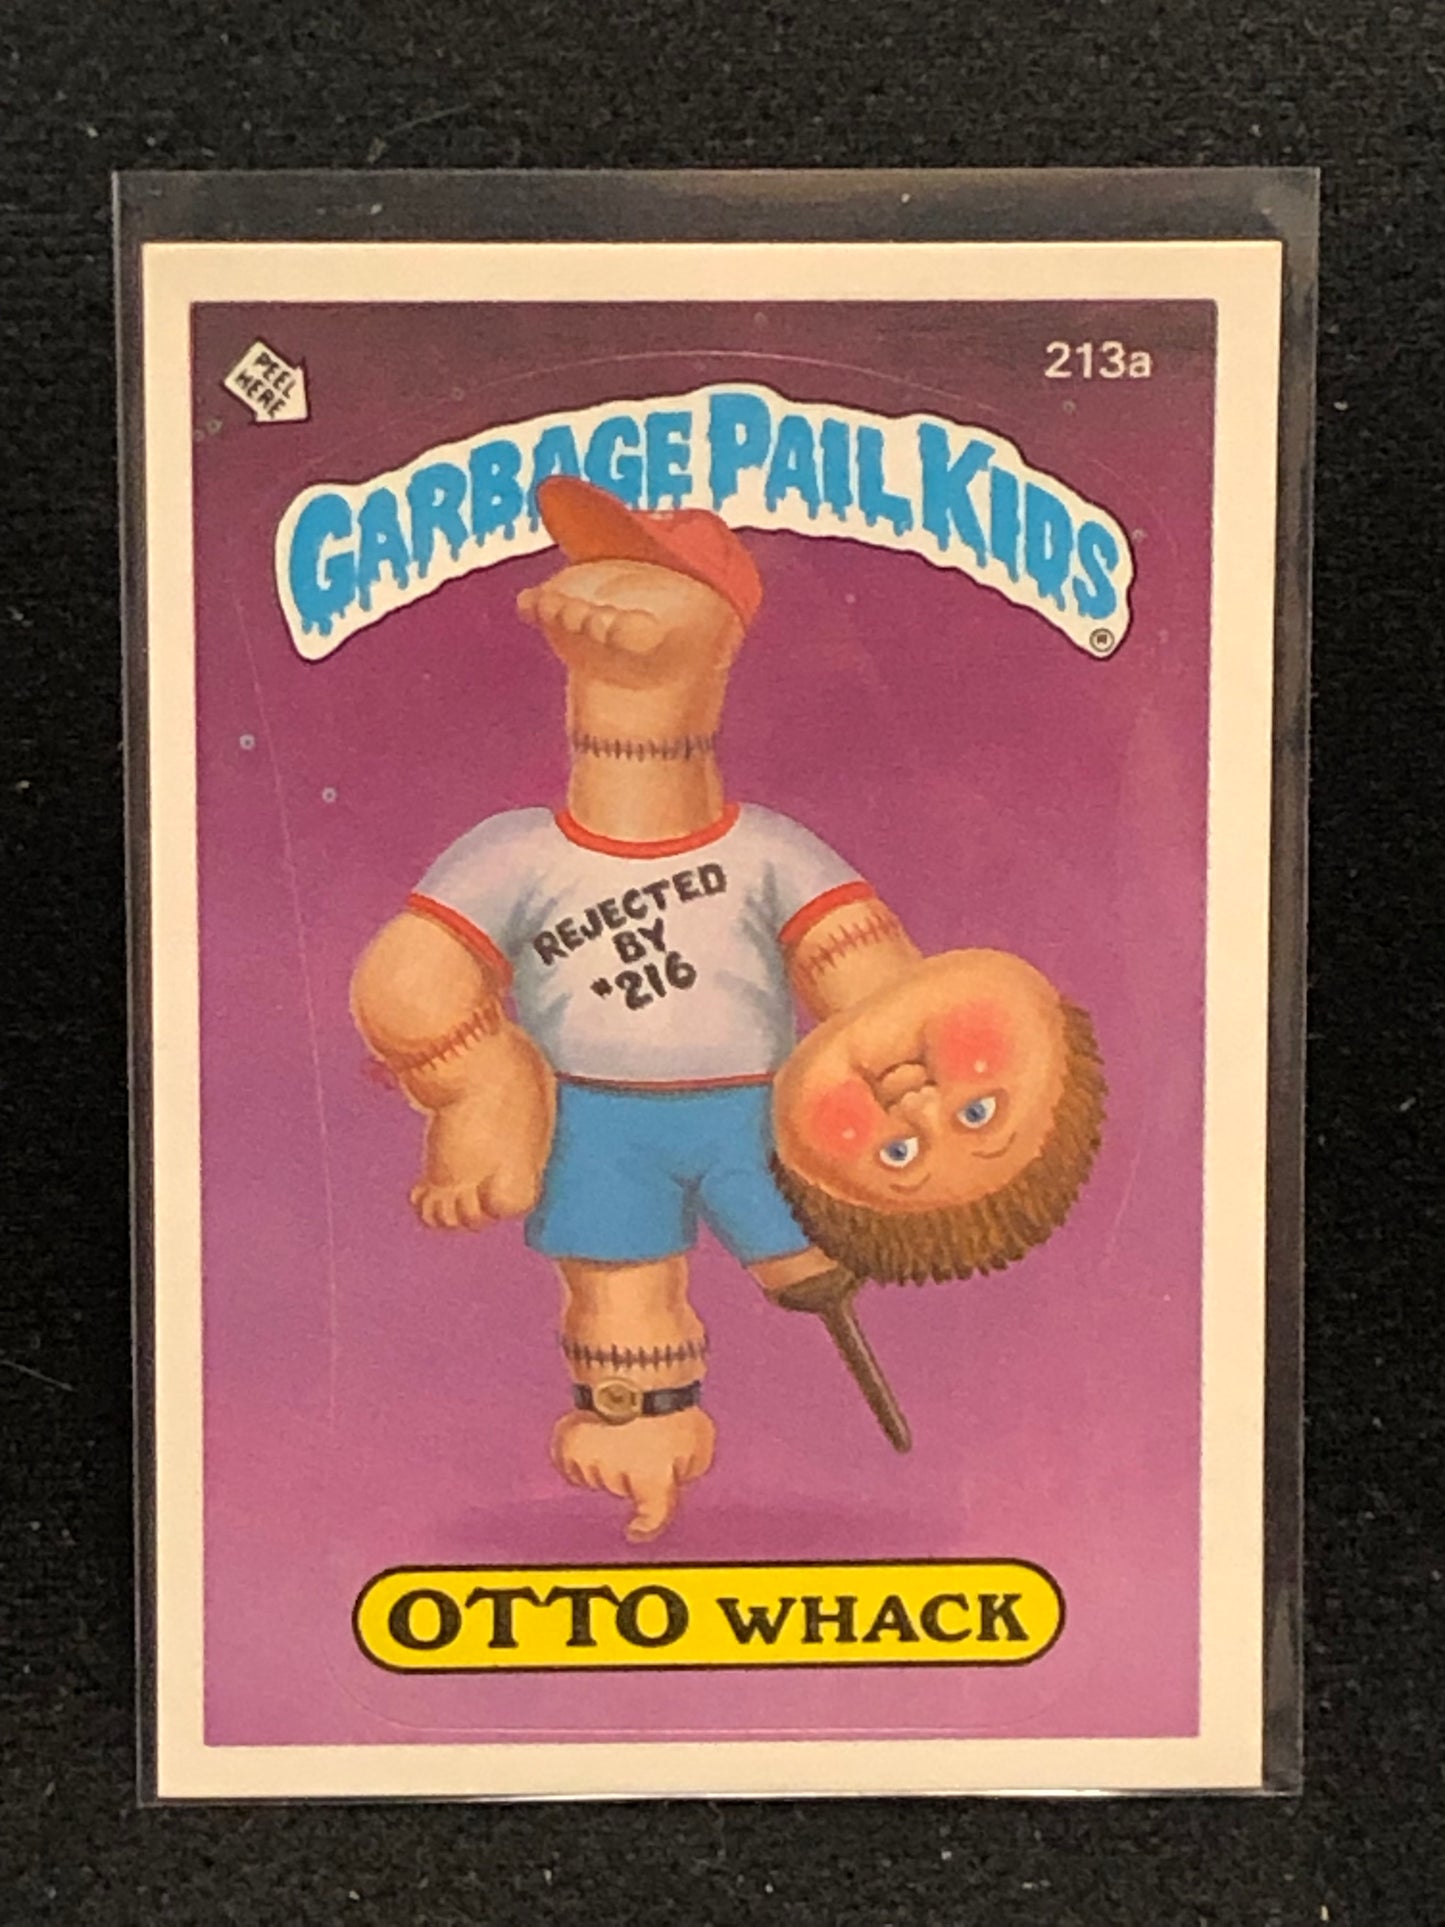 PEEL
HERE
213a
GARBAGE PAIL KIDS
®
REJECTED
BY
#216
OTTO WHACK